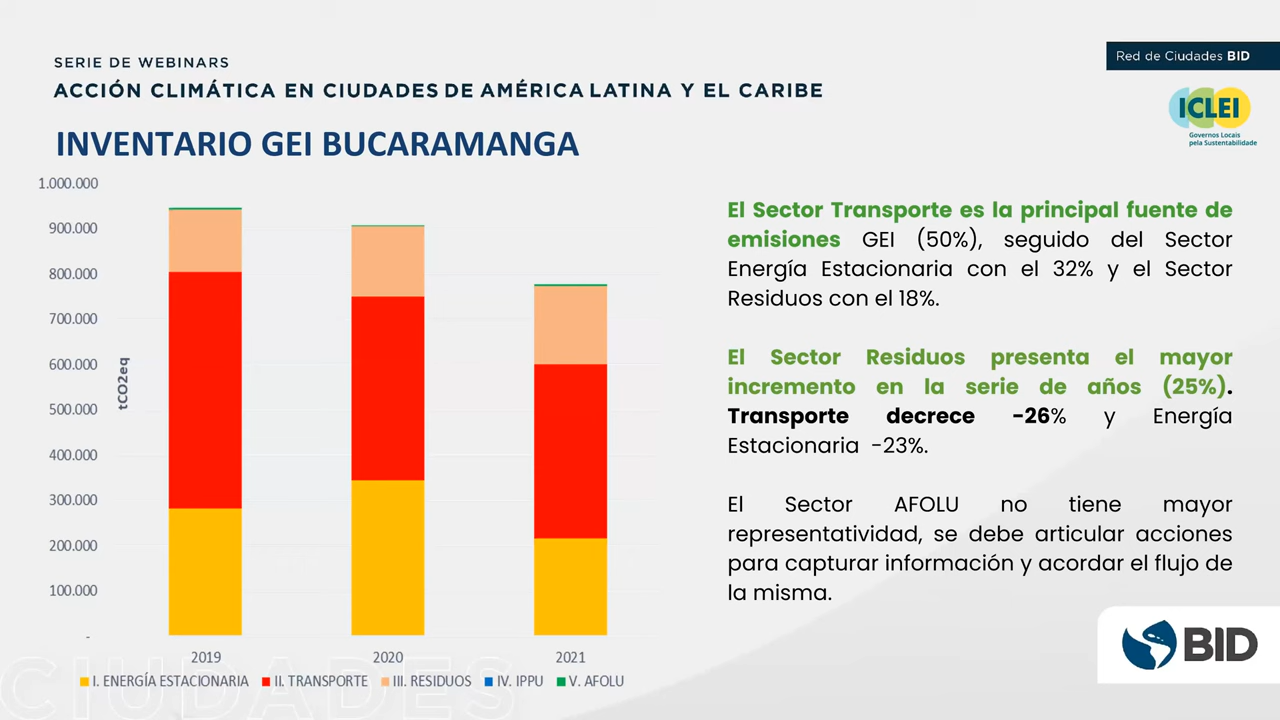 SERIE DE WEBINARS
ACCIÓN CLIMÁTICA EN CIUDADES DE AMÉRICA LATINA Y EL CARIBE
Red de Ciudades BID
ICLEI
Governos Locais
pela Sustentabilidade
INVENTARIO GEI BUCARAMANGA
1.000.000
900.000
800.000
700.000
600.000
500.000
400.000
300.000
200.000
100.000
-
tCO2eq
2019 2020 2021
I. ENERGÍA ESTACIONARIA II. TRANSPORTE III. RESIDUOS IV. IPPU V. AFOLU
El Sector Transporte es la principal fuente de
emisiones GEI (50%), seguido del Sector
Energía Estacionaria con el 32% y el Sector
Residuos con el 18%.
El Sector Residuos presenta el mayor
incremento en la serie de años (25%).
Transporte decrece -26% y Energía
Estacionaria -23%.
El Sector AFOLU no tiene mayor
representatividad, se debe articular acciones
para capturar información y acordar el flujo de
la misma.
BID
CIUDADES